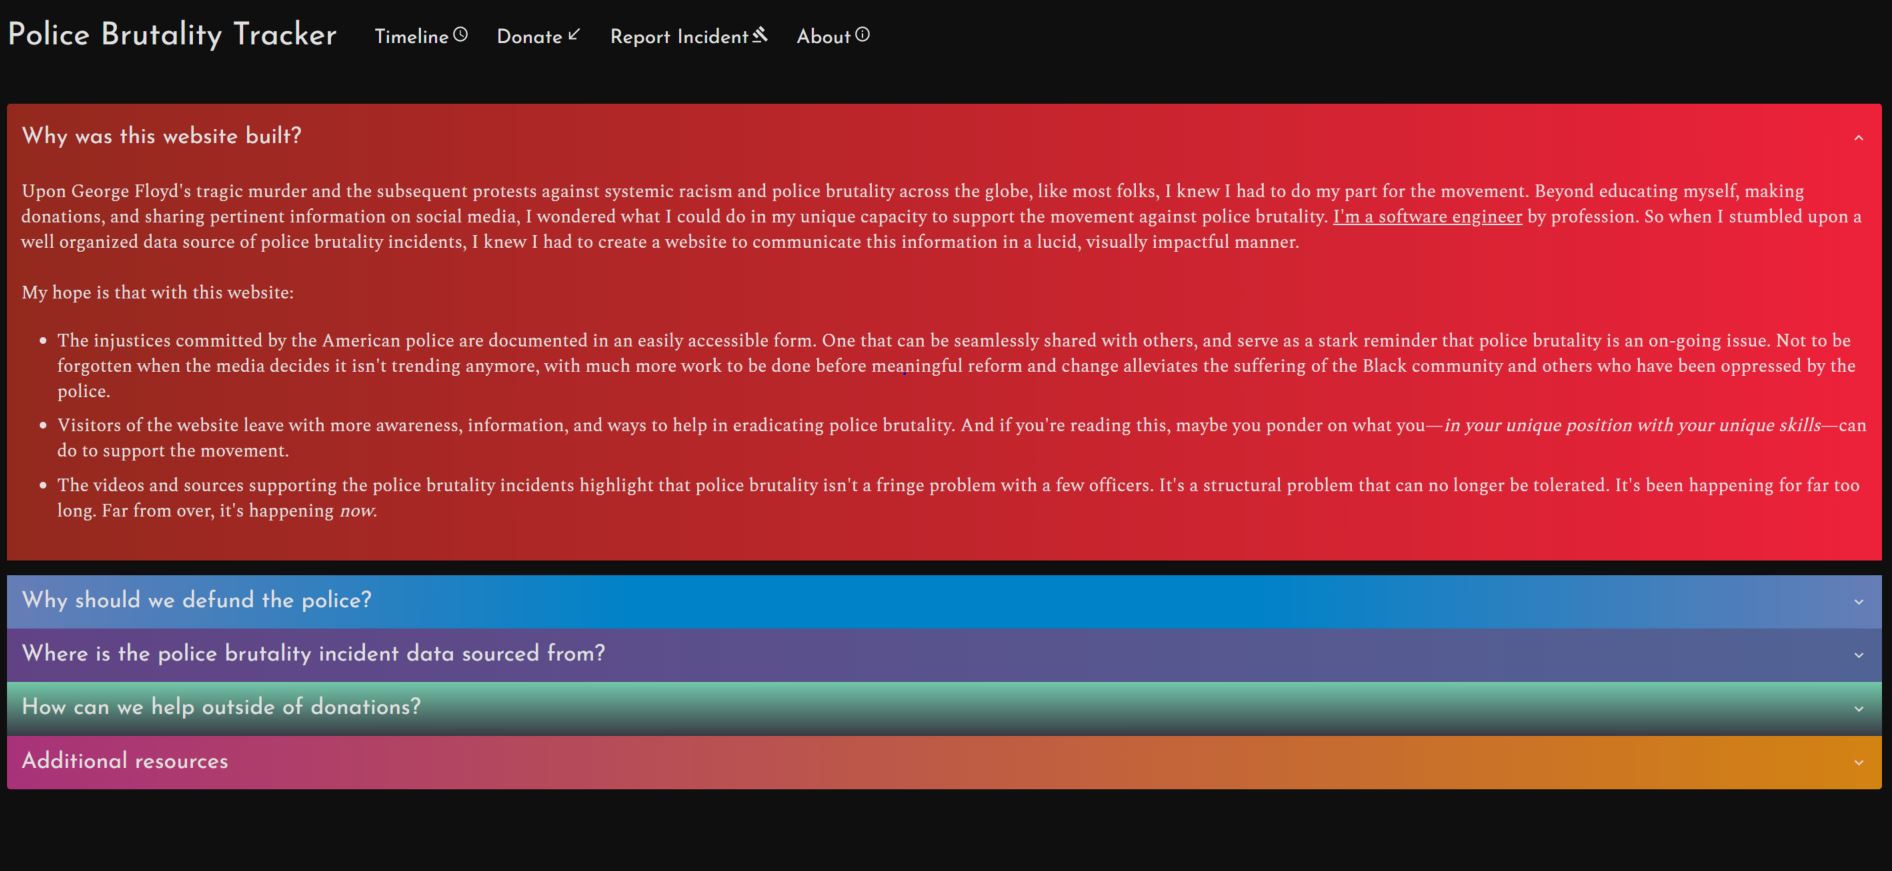 Police Brutality Tracker Timeline Donate Report Incident About
Why was this website built?
Upon George Floyd's tragic murder and the subsequent protests against systemic racism and police brutality across the globe, like most folks, I knew I had to do my part for the movement. Beyond educating myself, making
donations, and sharing pertinent information on social media, I wondered what I could do in my unique capacity to support the movement against police brutality. I'm a software engineer by profession. So when I stumbled upon a
well organized data source of police brutality incidents, I knew I had to create a website to communicate this information in a lucid, visually impactful manner.
My hope is that with this website:
• The injustices committed by the American police are documented in an easily accessible form. One that can be seamlessly shared with others, and serve as a stark reminder that police brutality is an on-going issue. Not to be
forgotten when the media decides it isn't trending anymore, with much more work to be done before meaningful reform and change alleviates the suffering of the Black community and others who have been oppressed by the
police.
• Visitors of the website leave with more awareness, information, and ways to help in eradicating police brutality. And if you're reading this, maybe you ponder on what you—in your unique position with your unique skills—can
do to support the movement.
• The videos and sources supporting the police brutality incidents highlight that police brutality isn't a fringe problem with a few officers. It's a structural problem that can no longer be tolerated. It's been happening for far too
long. Far from over, it's happening now.
Why should we defund the police?
Where is the police brutality incident data sourced from?
How can we help outside of donations?
Additional resources